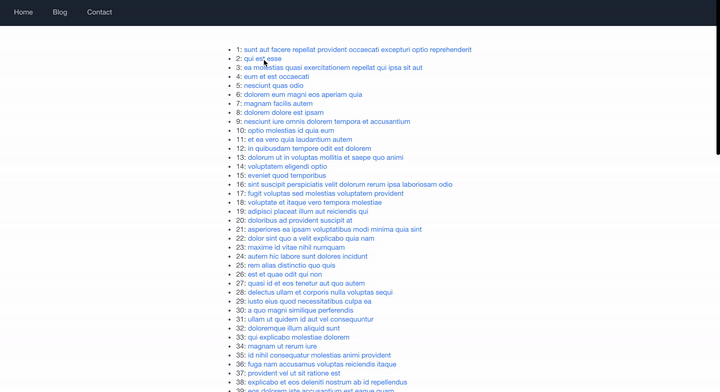 Home Blog Contact
1: sunt aut facere repellat provident occaecati excepturi optio reprehenderit
2: qui est esse
3: ea molestias quasi exercitationem repellat qui ipsa sit aut
4: eum et est occaecati
5: nesciunt quas odio
6: dolorem eum magni eos aperiam quia
7: magnam facilis autem
8: dolorem dolore est ipsam
9: nesciunt iure omnis dolorem tempora et accusantium
10: optio molestias id quia eum
11: et ea vero quia laudantium autem
12: in quibusdam tempore odit est dolorem
13: dolorum ut in voluptas mollitia et saepe quo animi
14: voluptatem eligendi optio
15: eveniet quod temporibus
16: sint suscipit perspiciatis velit dolorum rerum ipsa laboriosam odio
17: fugit voluptas sed molestias voluptatem provident
18: voluptate et itaque vero tempora molestiae
19: adipisci placeat illum aut reiciendis qui
20: doloribus ad provident suscipit at
21: asperiores ea ipsam voluptatibus modi minima quia sint
22: dolor sint quo a velit explicabo quia nam
23: maxime id vitae nihil numquam
24: autem hic labore sunt dolores incidunt
25: rem alias distinctio quo quis
26: est et quae odit qui non
27: quasi id et eos tenetur aut quo autem
28: delectus ullam et corporis nulla voluptas sequi
29: iusto eius quod necessitatibus culpa ea
30: a quo magni similique perferendis
31: ullam ut quidem id aut vel consequuntur
32: doloremque illum aliquid sunt
33: qui explicabo molestiae dolorem
34: magnam ut rerum iure
35: id nihil consequatur molestias animi provident
36: fuga nam accusamus voluptas reiciendis itaque
37: provident vel ut sit ratione est
38: explicabo et eos deleniti nostrum ab id repellendus
39: eos dolorem iste accusantium est eaque quam